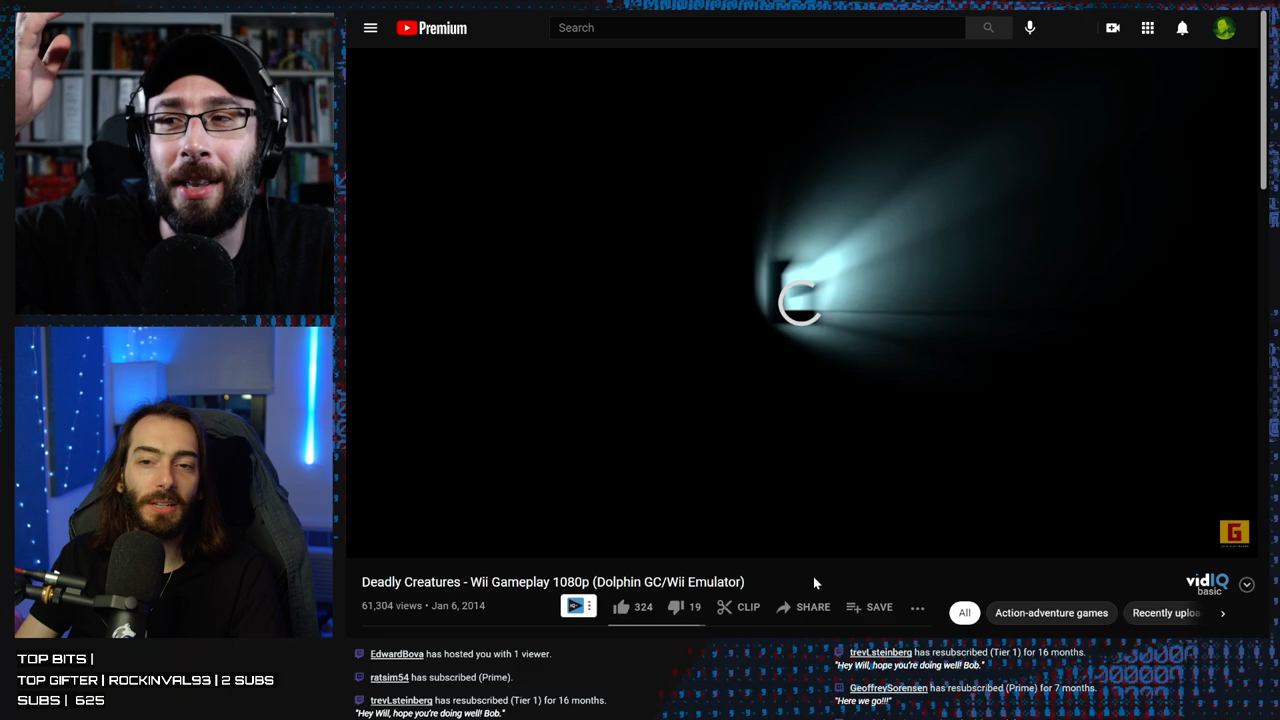 Premium
Search
G
Deadly Creatures - Wii Gameplay 1080p (Dolphin GC/Wii Emulator)
61,304 views • Jan 6, 2014
324
19
CLIP
SHARE
SAVE
vidIQ
basic
All
Action-adventure games
Recently uploa
EdwardBova has hosted you with 1 viewer.
ratsim54 has subscribed (Prime).
trevLsteinberg has resubscribed (Tier 1) for 16 months.
"Hey Will, hope you're doing well! Bob."
trevLsteinberg has resubscribed (Tier 1) for 16 months.
"Hey Will, hope you're doing well! Bob."
GeoffreySorensen has resubscribed (Prime) for 7 months.
"Here we go!!!"
TOP BITS |
TOP GIFTER | ROCKINVAL93 | 2 SUBS
SUBS | 625